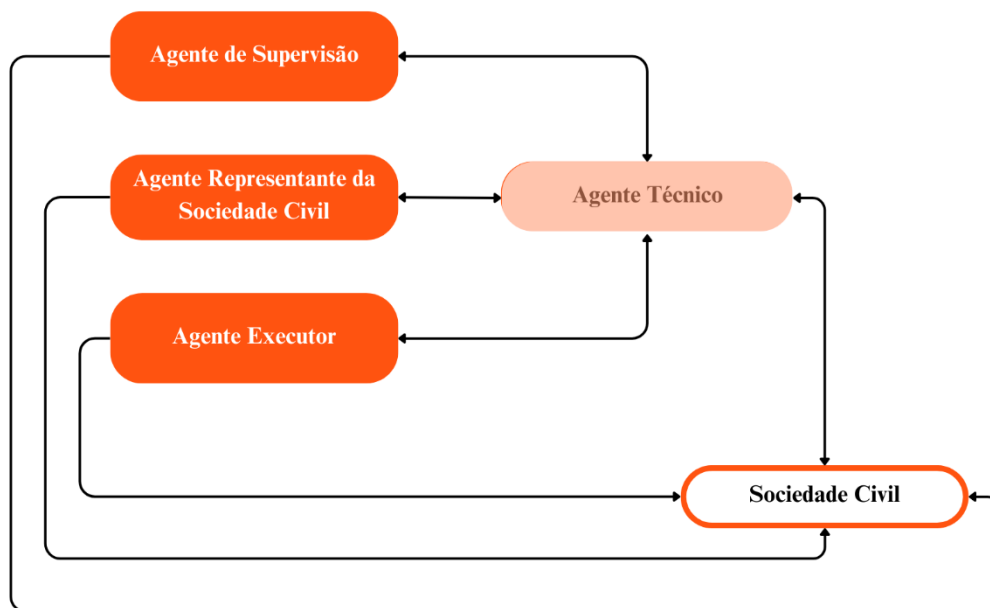 Agente de Supervisão
Agente Representante da
Sociedade Civil
Agente Técnico
Agente Executor
Sociedade Civil